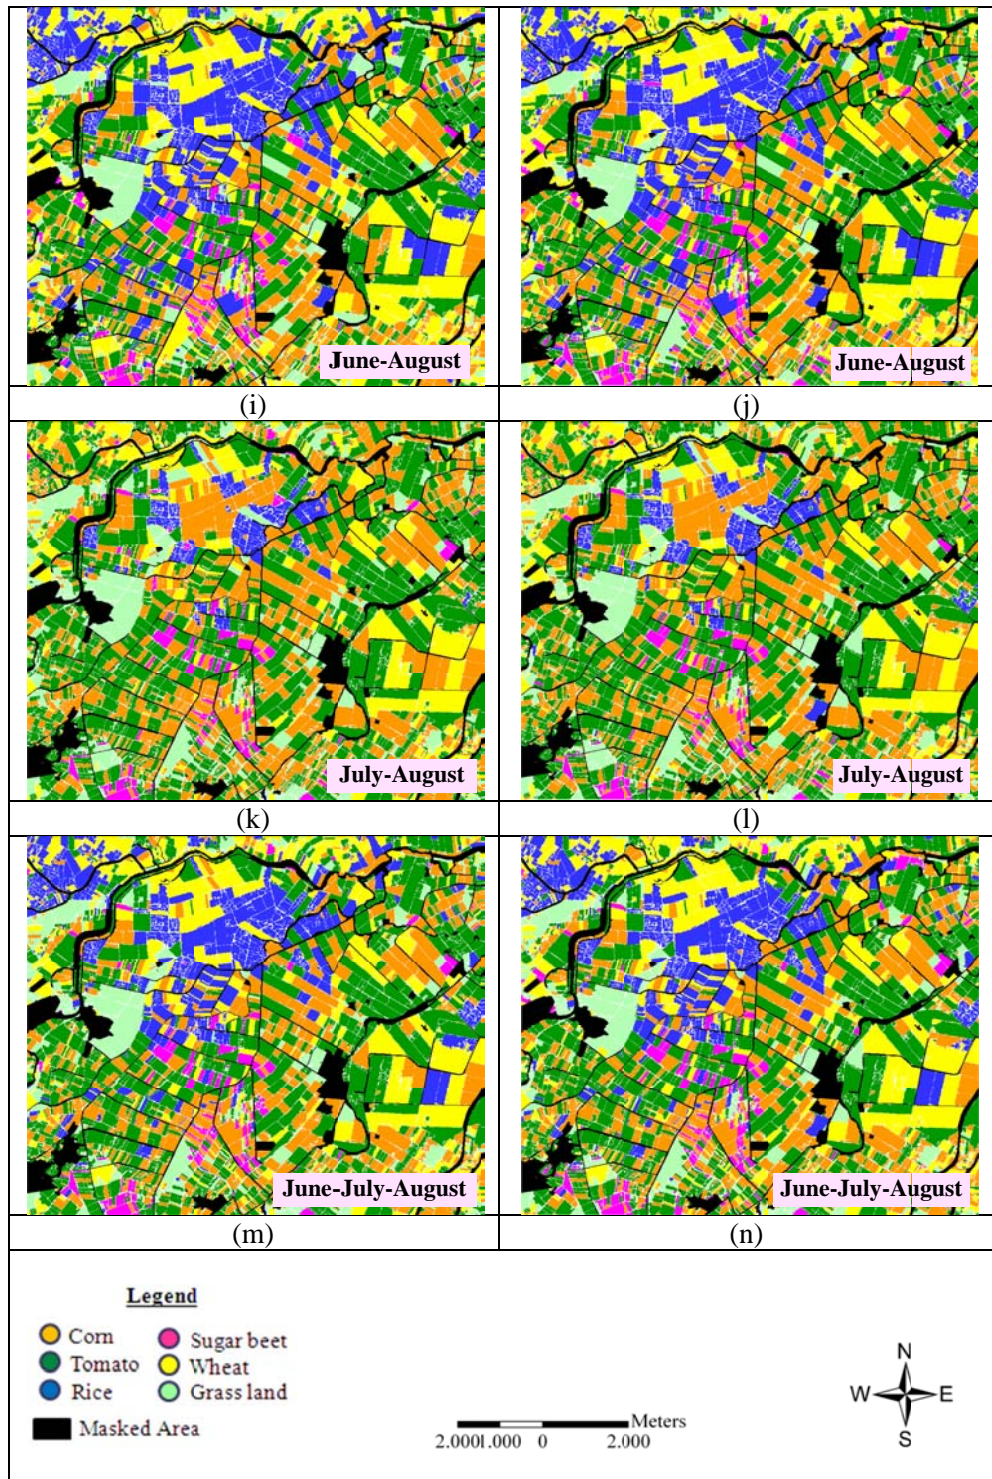 June-August
June-August
(i)
(j)
July-August
July-August
(k)
(l)
June-July-August
June-July-August
(m)
(n)
Legend
Corn
Sugar beet
Tomato
Wheat
Rice
Grass land
Masked Area
N
W
E
S
Meters
2.0001.000 0 2.000